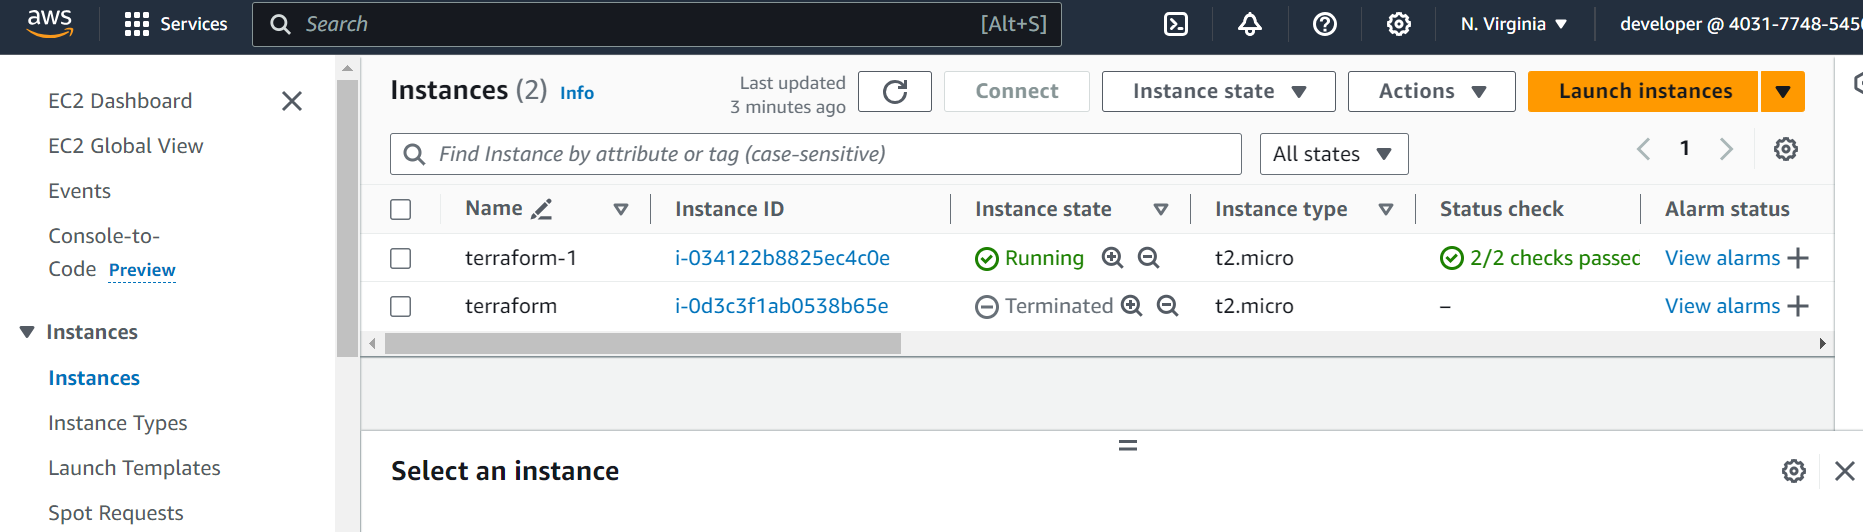 aws
Services
Search [Alt+S]
N. Virginia
developer @ 4031-7748-545
EC2 Dashboard
EC2 Global View
Events
Console-to-
Code Preview
Instances
Instances
Instance Types
Launch Templates
Spot Requests
Instances (2) Info
Last updated
3 minutes ago
Connect
Instance state
Actions
Launch instances
Find Instance by attribute or tag (case-sensitive)
All states
1
Name Instance ID Instance state Instance type Status check Alarm status
terraform-1 i-034122b8825ec4c0e Running t2.micro 2/2 checks passec View alarms +
terraform i-0d3c3f1ab0538b65e Terminated t2.micro – View alarms +
Select an instance